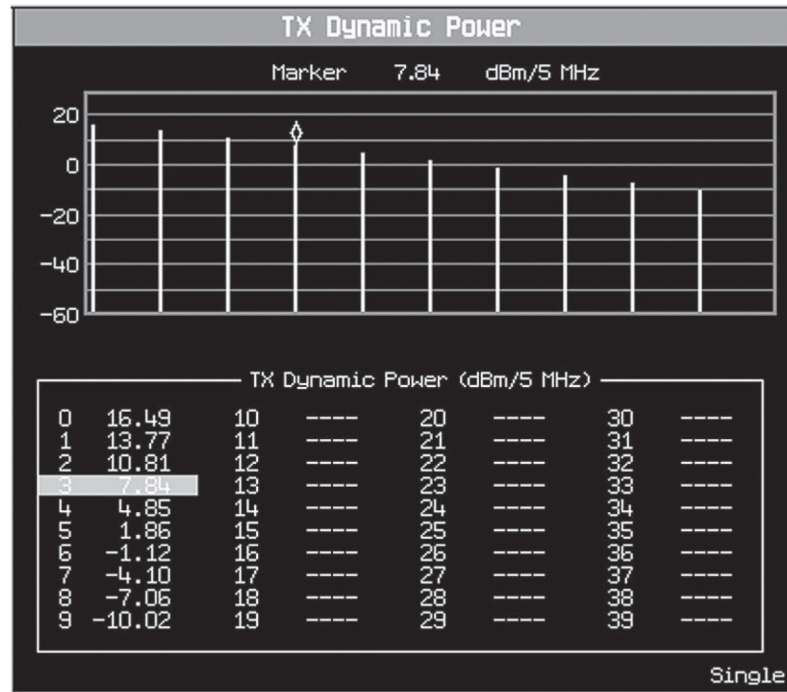 TX Dynamic Power
Marker 7.84 dBm/5 MHz
20
0
-20
-40
-60
TX Dynamic Power (dBm/5 MHz)
0 16.49 10 ---- 20 ---- 30 ----
1 13.77 11 ---- 21 ---- 31 ----
2 10.81 12 ---- 22 ---- 32 ----
3 7.84 13 ---- 23 ---- 33 ----
4 4.85 14 ---- 24 ---- 34 ----
5 1.86 15 ---- 25 ---- 35 ----
6 -1.12 16 ---- 26 ---- 36 ----
7 -4.10 17 ---- 27 ---- 37 ----
8 -7.06 18 ---- 28 ---- 38 ----
9 -10.02 19 ---- 29 ---- 39 ----
Single